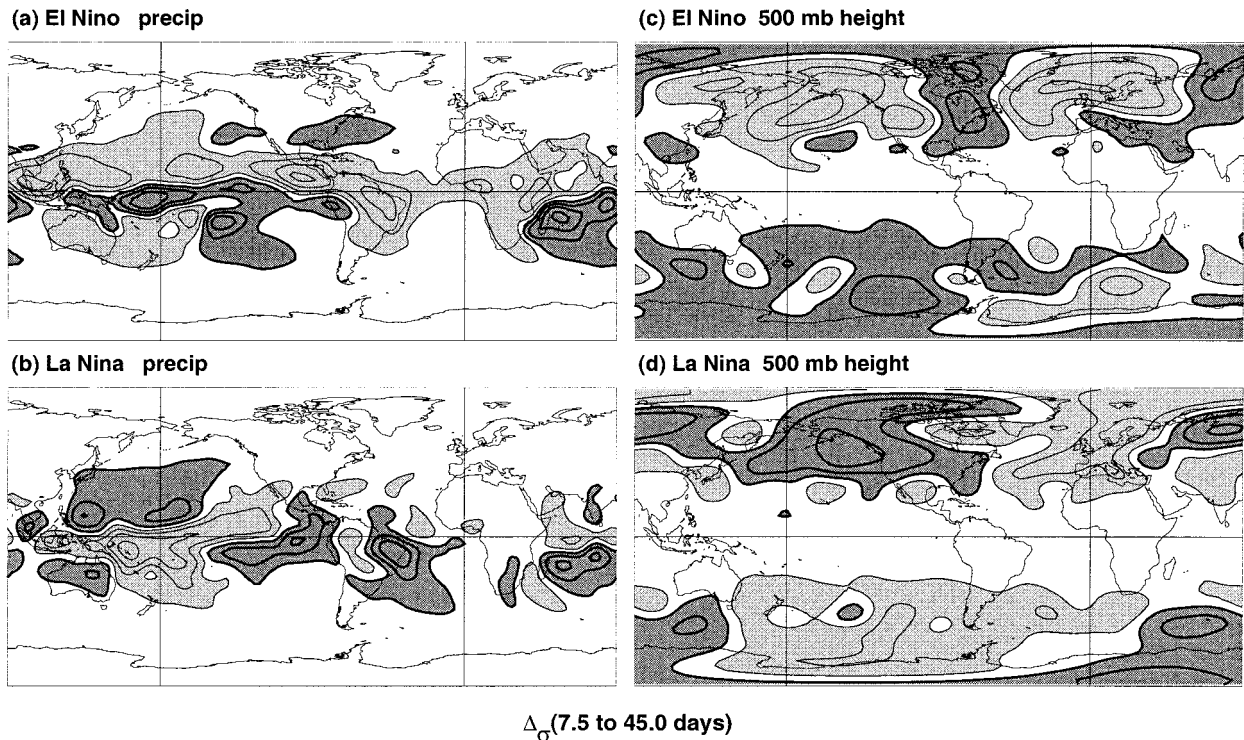 (a) El Nino precip
(c) El Nino 500 mb height
(b) La Nina precip
(d) La Nina 500 mb height
Δσ(7.5 to 45.0 days)